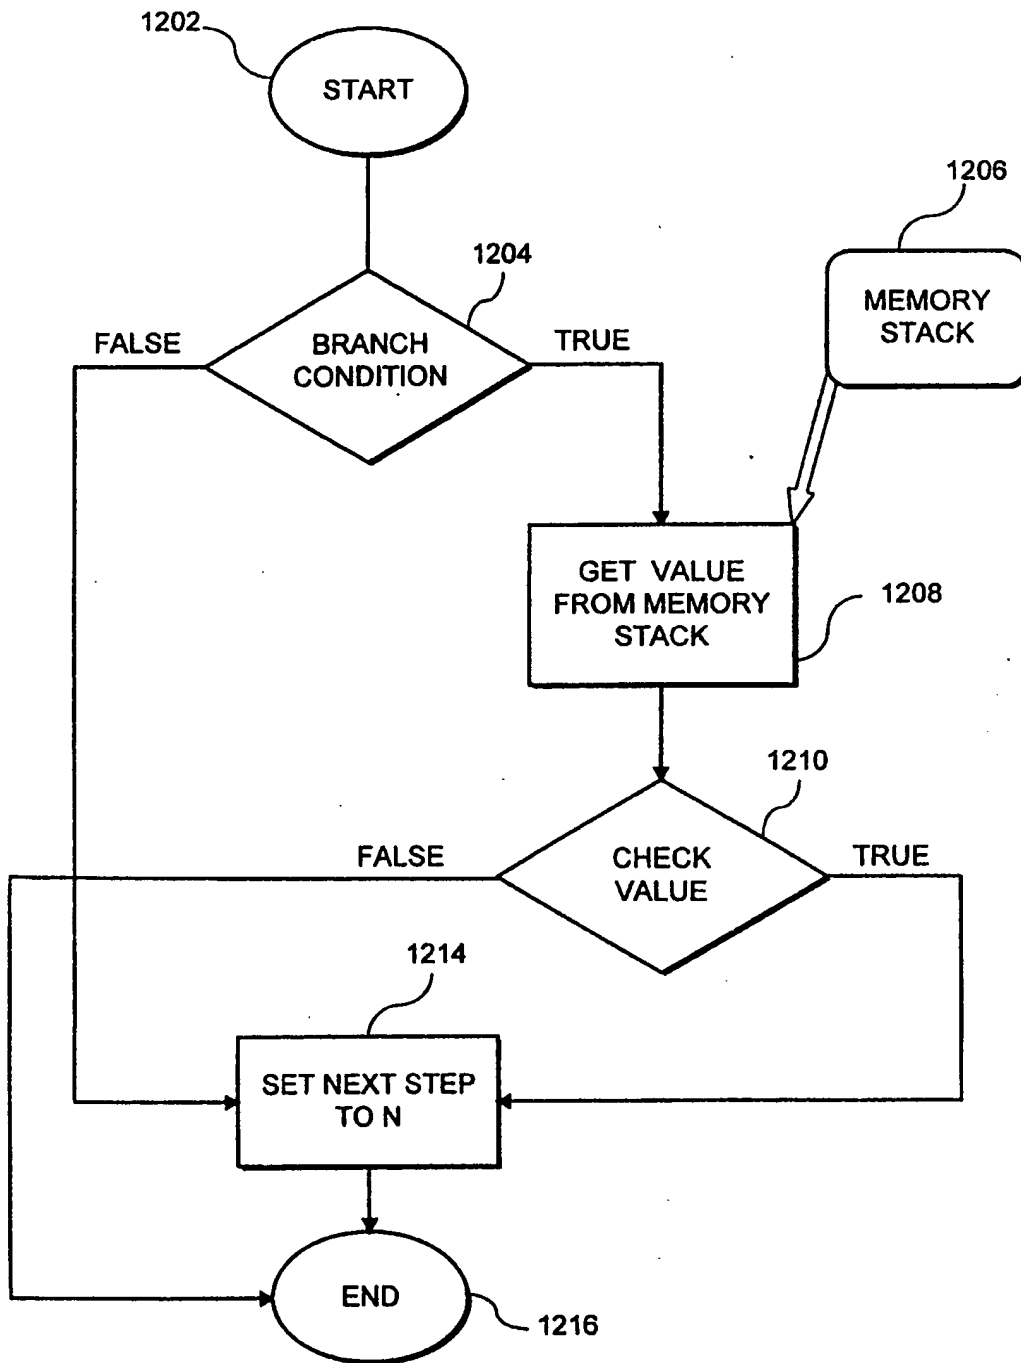 1202
START
1206
1204
MEMORY
STACK
FALSE
BRANCH
CONDITION
TRUE
GET VALUE
FROM MEMORY
STACK
1208
1210
FALSE
CHECK
VALUE
TRUE
1214
SET NEXT STEP
TO N
END
1216